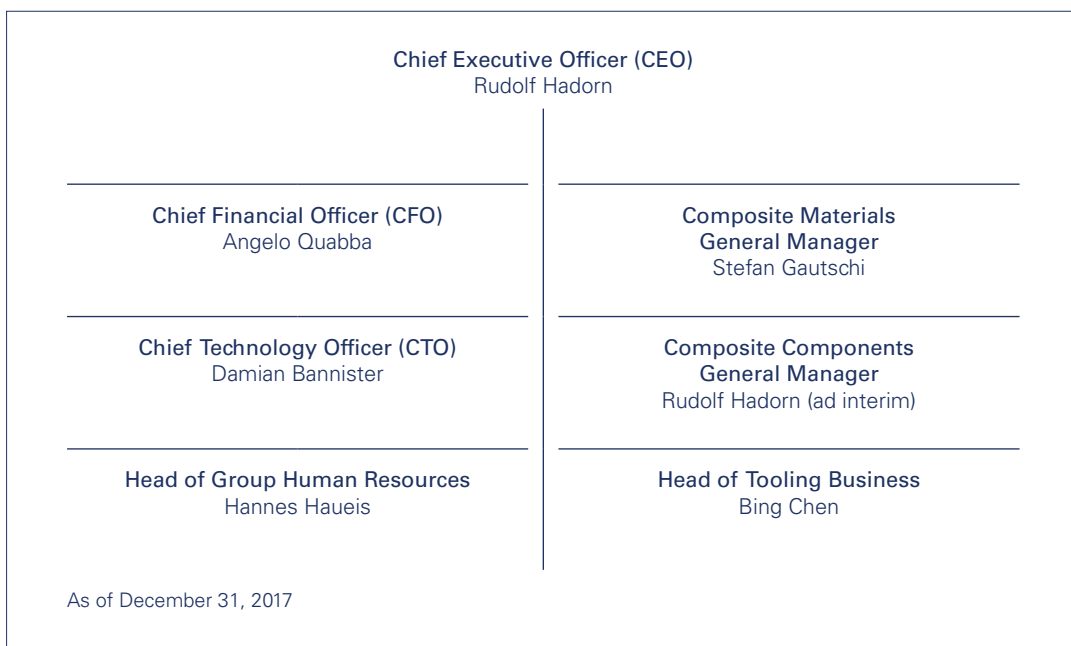 Chief Executive Officer (CEO)
Rudolf Hadorn
Chief Financial Officer (CFO)
Angelo Quabba
Composite Materials
General Manager
Stefan Gautschi
Chief Technology Officer (CTO)
Damian Bannister
Composite Components
General Manager
Rudolf Hadorn (ad interim)
Head of Group Human Resources
Hannes Haueis
Head of Tooling Business
Bing Chen
As of December 31, 2017